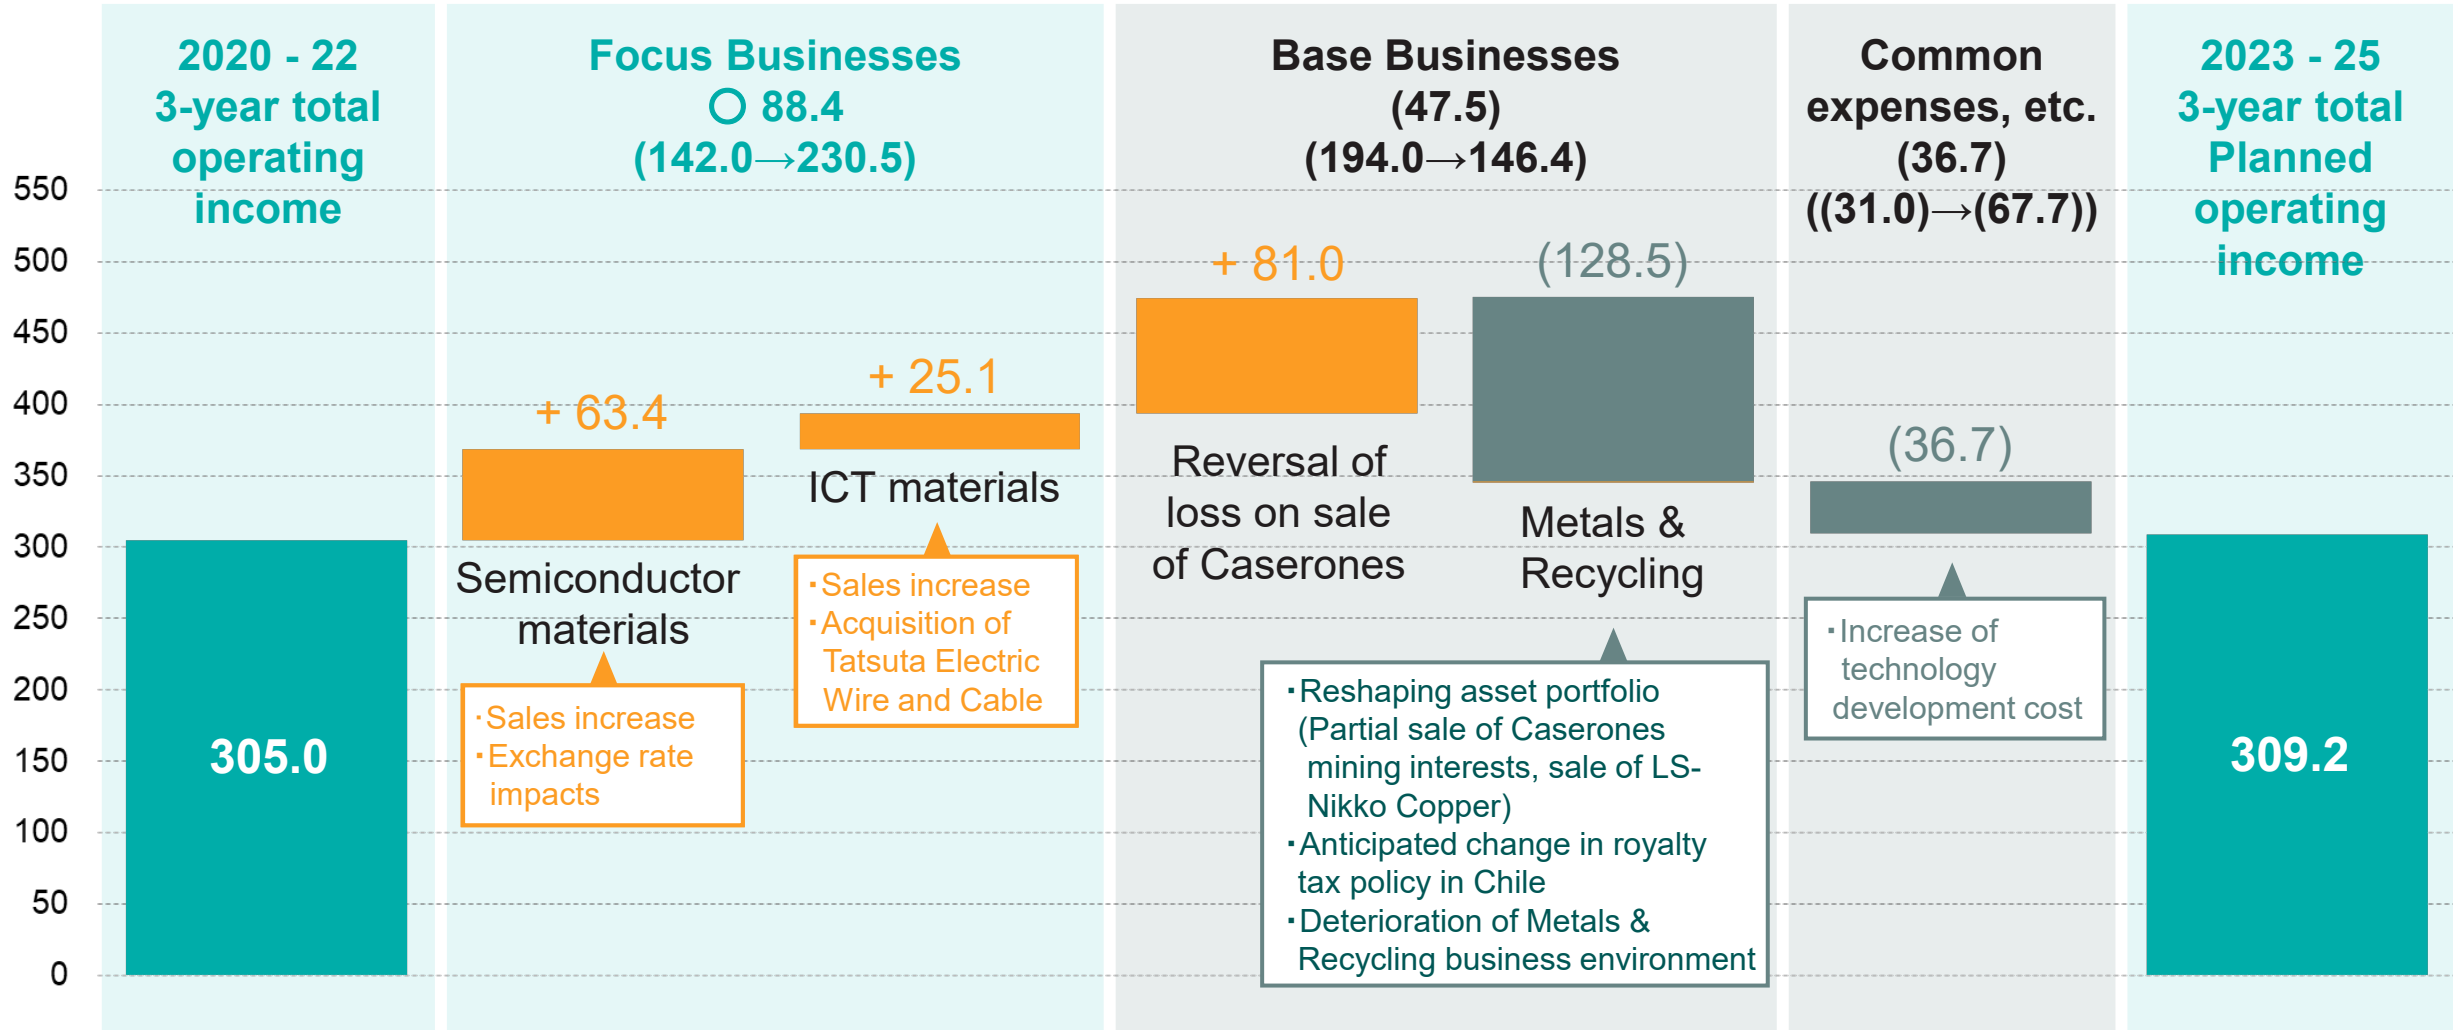 2020 - 22
3-year total
operating
income
Focus Businesses
○ 88.4
(142.0→230.5)
Base Businesses
(47.5)
(194.0→146.4)
Common
expenses, etc.
(36.7)
((31.0)→(67.7))
2023 - 25
3-year total
Planned
operating
income
550
500
450
400
350
300
250
200
150
100
50
0
305.0
+ 63.4
Semiconductor
materials
・Sales increase
・Exchange rate
impacts
+ 25.1
ICT materials
・Sales increase
・Acquisition of
Tatsuta Electric
Wire and Cable
+ 81.0
Reversal of
loss on sale
of Caserones
(128.5)
Metals &
Recycling
・Reshaping asset portfolio
(Partial sale of Caserones
mining interests, sale of LS-
Nikko Copper)
・Anticipated change in royalty
tax policy in Chile
・Deterioration of Metals &
Recycling business environment
(36.7)
・Increase of
technology
development cost
309.2